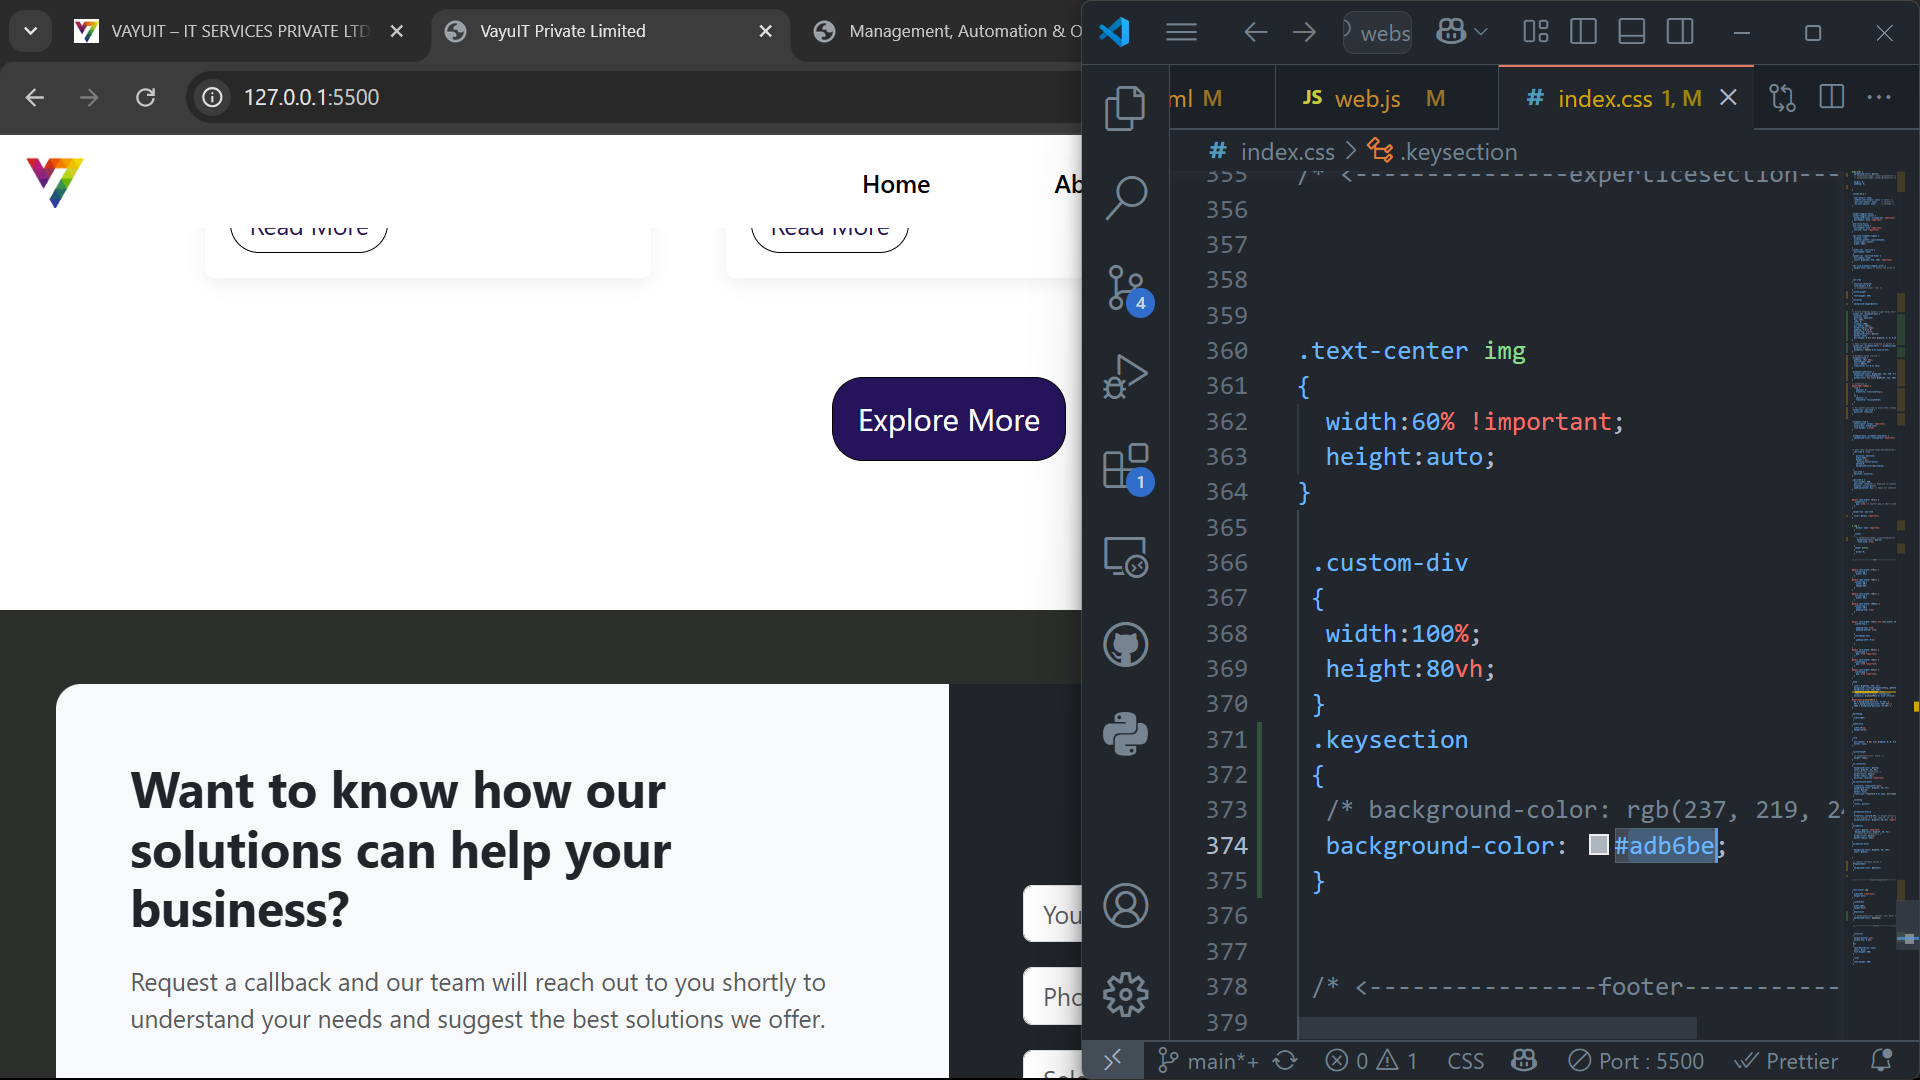 VAYUIT – IT SERVICES PRIVATE LTD
VayuIT Private Limited
Management, Automation & O
127.0.0.1:5500
Home
Ab
Read More
Read More
Explore More
Want to know how our
solutions can help your
business?
Request a callback and our team will reach out to you shortly to
understand your needs and suggest the best solutions we offer.
You
Pho
webs
ml M
JS web.js M
# index.css 1, M
# index.css > .keysection
4
1
355 /* <---------------experticesection---
356
357
358
359
360 .text-center img
361 {
362 width:60% !important;
363 height:auto;
364 }
365
366 .custom-div
367 {
368 width:100%;
369 height:80vh;
370 }
371 .keysection
372 {
373 /* background-color: rgb(237, 219, 24
374 background-color: #adb6be;
375 }
376
377
378 /* <----------------footer-----------
379
main*+ 0 1 CSS Port : 5500 Prettier